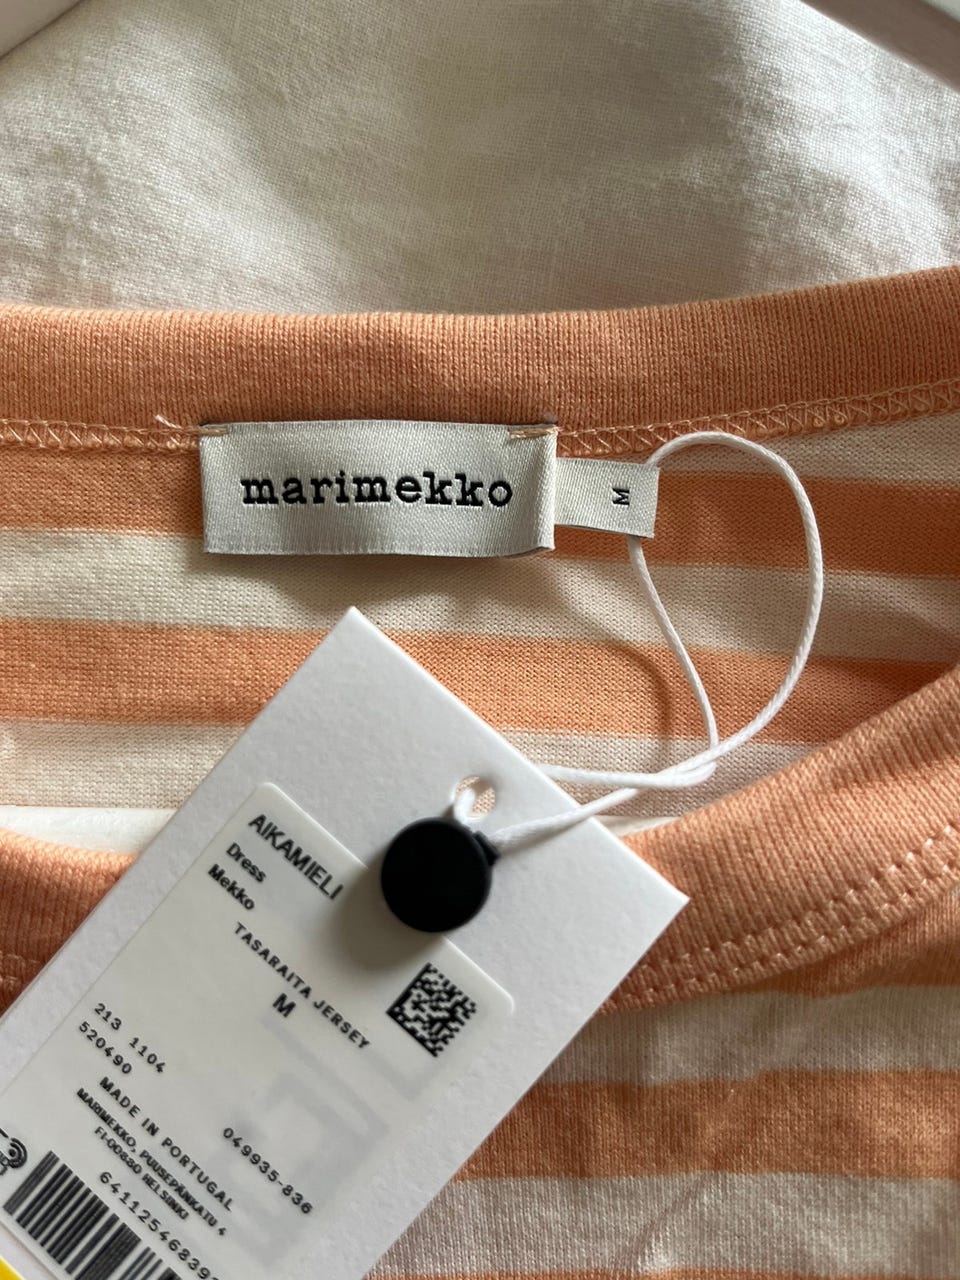 marimekko
M
AIKAMIELI
Dress
Mekko
TASARAITA JERSEY
M
213 1104
520490
049935-836
MADE IN PORTUGAL
MARIMEKKO, PUUSEPÄNKATU 4
FI-00880 HELSINKI
641125468392